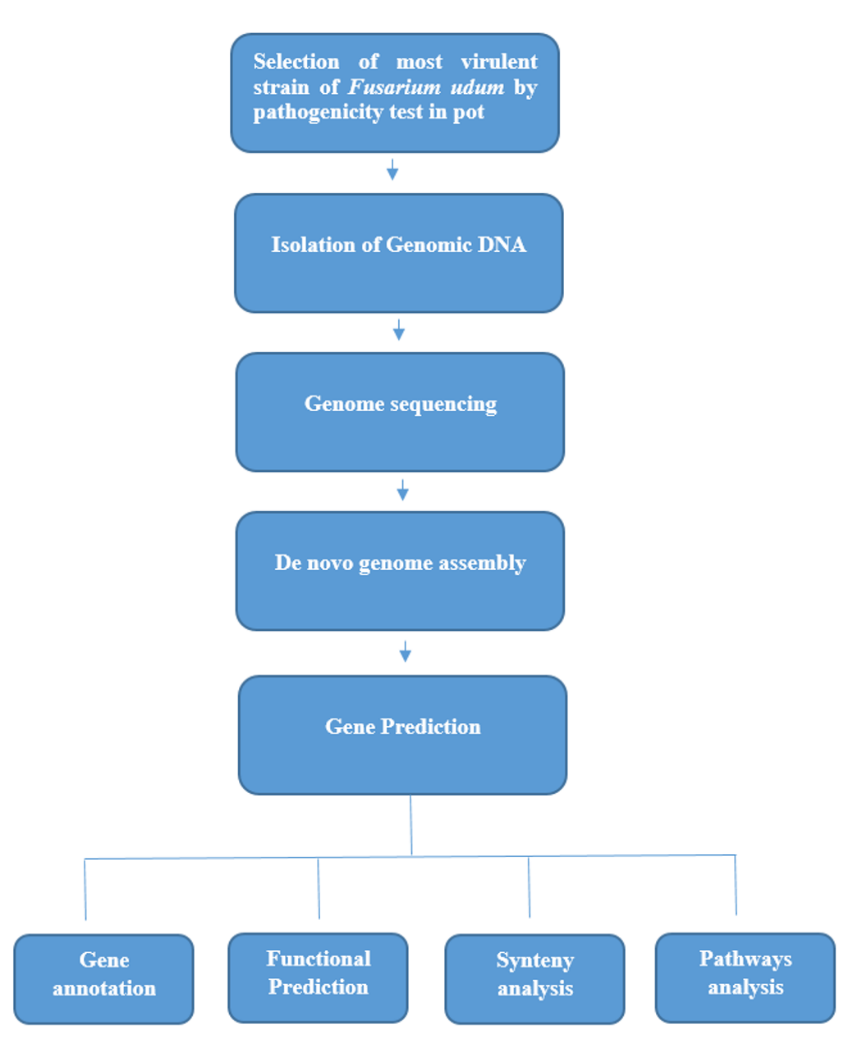 Selection of most virulent
strain of Fusarium udum by
pathogenicity test in pot
Isolation of Genomic DNA
Genome sequencing
De novo genome assembly
Gene Prediction
Gene
annotation
Functional
Prediction
Synteny
analysis
Pathways
analysis